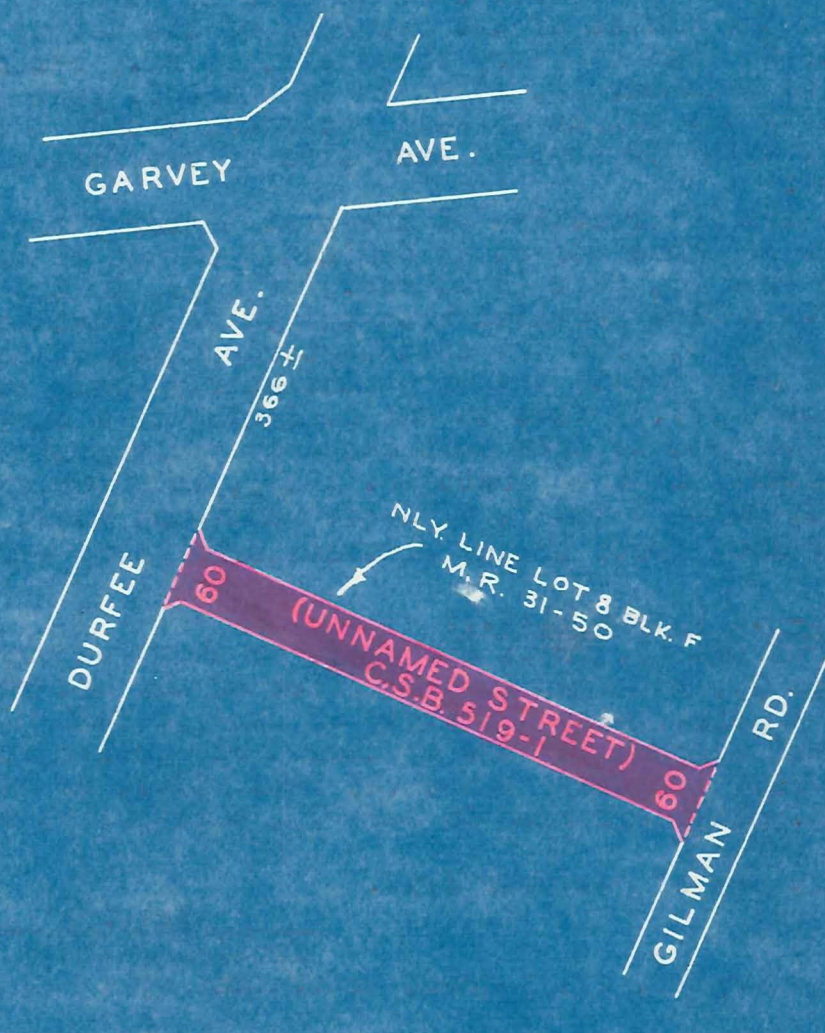 GARVEY AVE.
DURFEE AVE.
366 ±
NLY. LINE LOT 8 BLK. F
M.R. 31-50
60
(UNNAMED STREET)
C.S.B. 519-1
60
GILMAN RD.